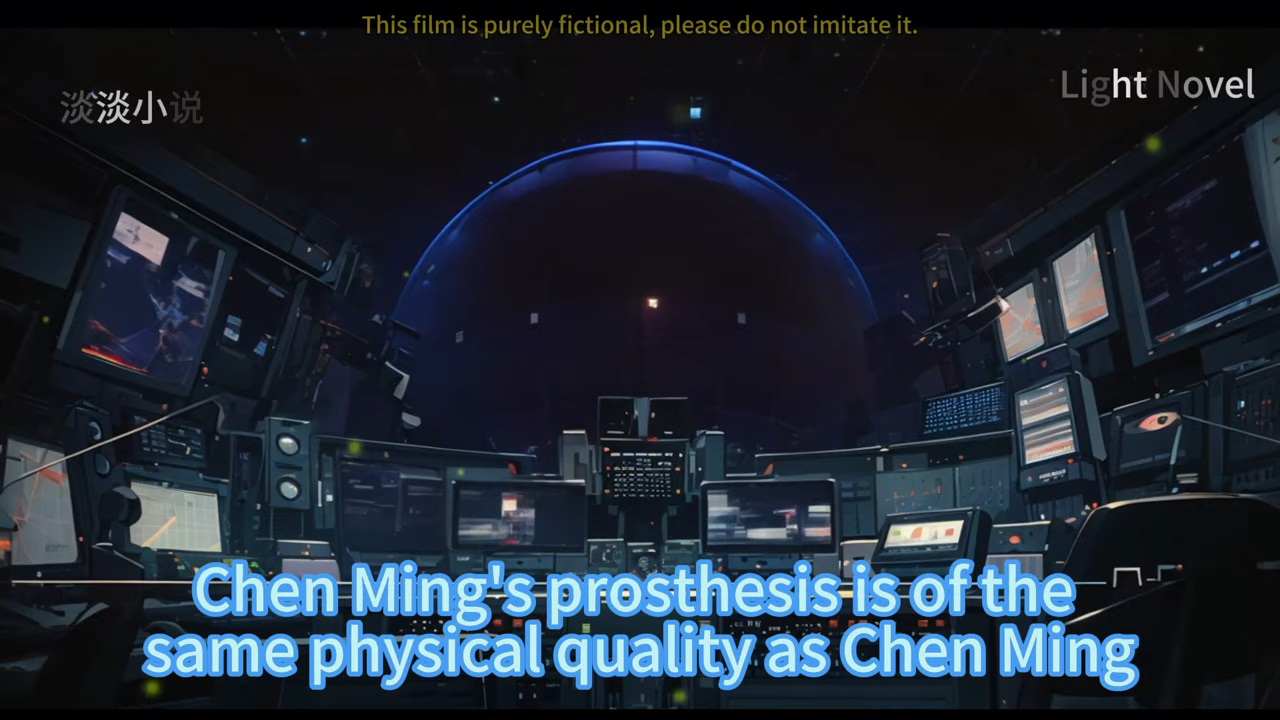 This film is purely fictional, please do not imitate it.
淡淡小说
Light Novel
Chen Ming's prosthesis is of the
same physical quality as Chen Ming